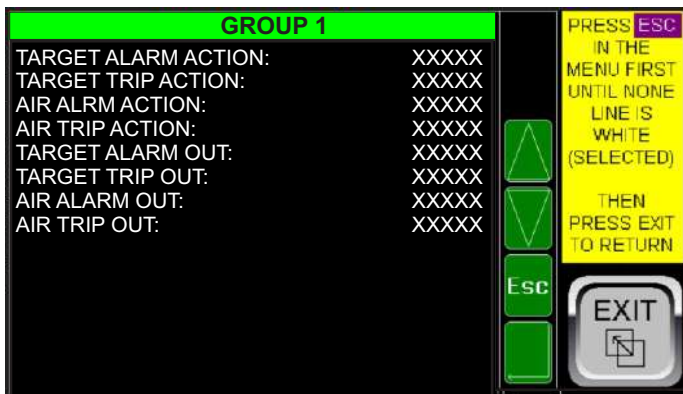 GROUP 1
TARGET ALARM ACTION: XXXXX
TARGET TRIP ACTION: XXXXX
AIR ALRM ACTION: XXXXX
AIR TRIP ACTION: XXXXX
TARGET ALARM OUT: XXXXX
TARGET TRIP OUT: XXXXX
AIR ALARM OUT: XXXXX
AIR TRIP OUT: XXXXX
Esc
PRESS ESC
IN THE
MENU FIRST
UNTIL NONE
LINE IS
WHITE
(SELECTED)
THEN
PRESS EXIT
TO RETURN
EXIT